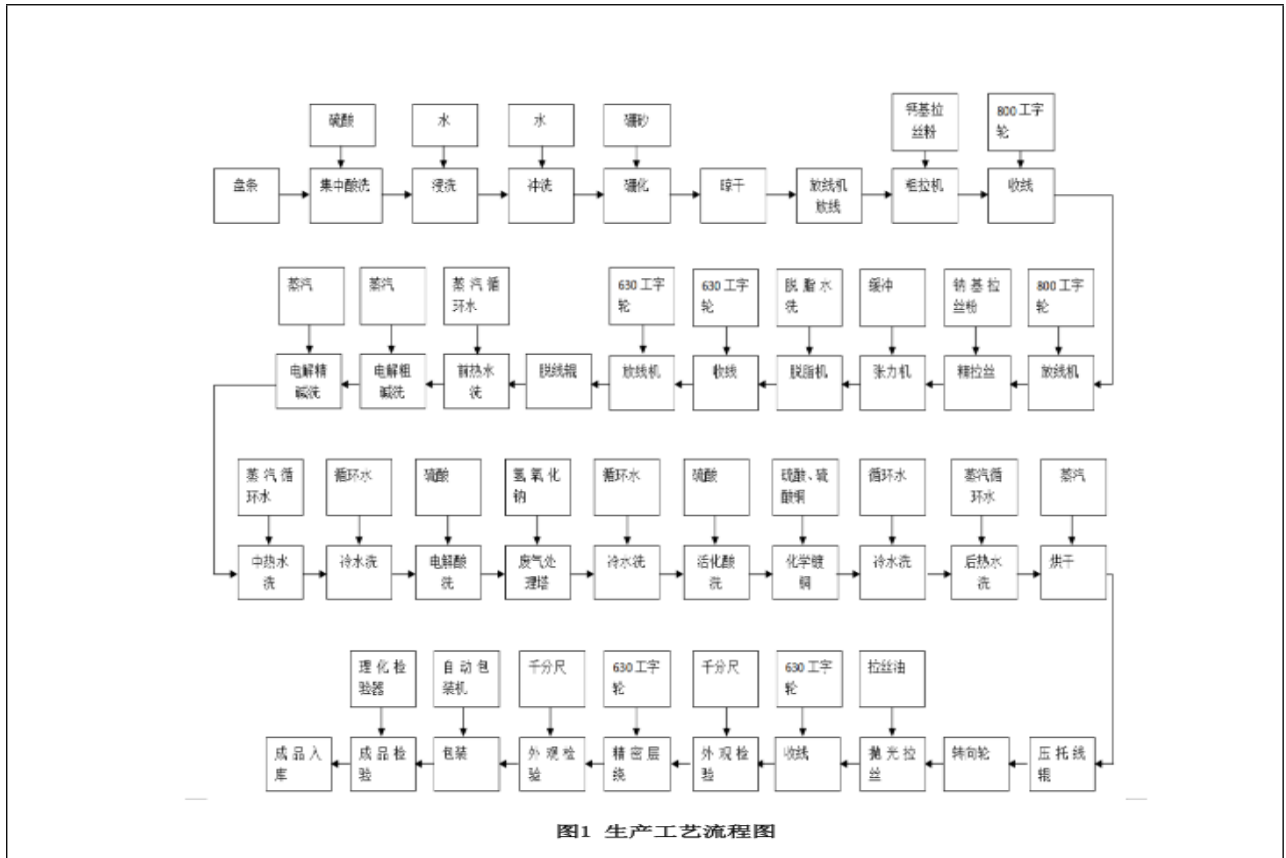 硫酸
水
水
硼砂
钙基拉
丝粉
800工字
轮
盘条
集中酸洗
浸洗
冲洗
硼化
晾干
放线机
放线
粗拉机
收线
蒸汽
蒸汽
蒸汽循
环水
630工字
轮
630工字
轮
脱脂水
洗
缓冲
钠基拉
丝粉
800工字
轮
电解精
碱洗
电解粗
碱洗
前热水
洗
脱线辊
放线机
收线
脱脂机
张力机
精拉丝
放线机
蒸汽循
环水
循环水
硫酸
氢氧化
钠
循环水
硫酸
硫酸、硫
酸铜
循环水
蒸汽循
环水
蒸汽
中热水
洗
冷水洗
电解酸
洗
废气处
理塔
冷水洗
活化酸
洗
化学镀
铜
冷水洗
后热水
洗
烘干
理化检
验器
自动包
装机
千分尺
630工字
轮
千分尺
630工字
轮
拉丝油
成品入
库
成品检
验
包装
外观检
验
精密层
绕
外观检
验
收线
抛光拉
丝
转向轮
压托线
辊
图1 生产工艺流程图